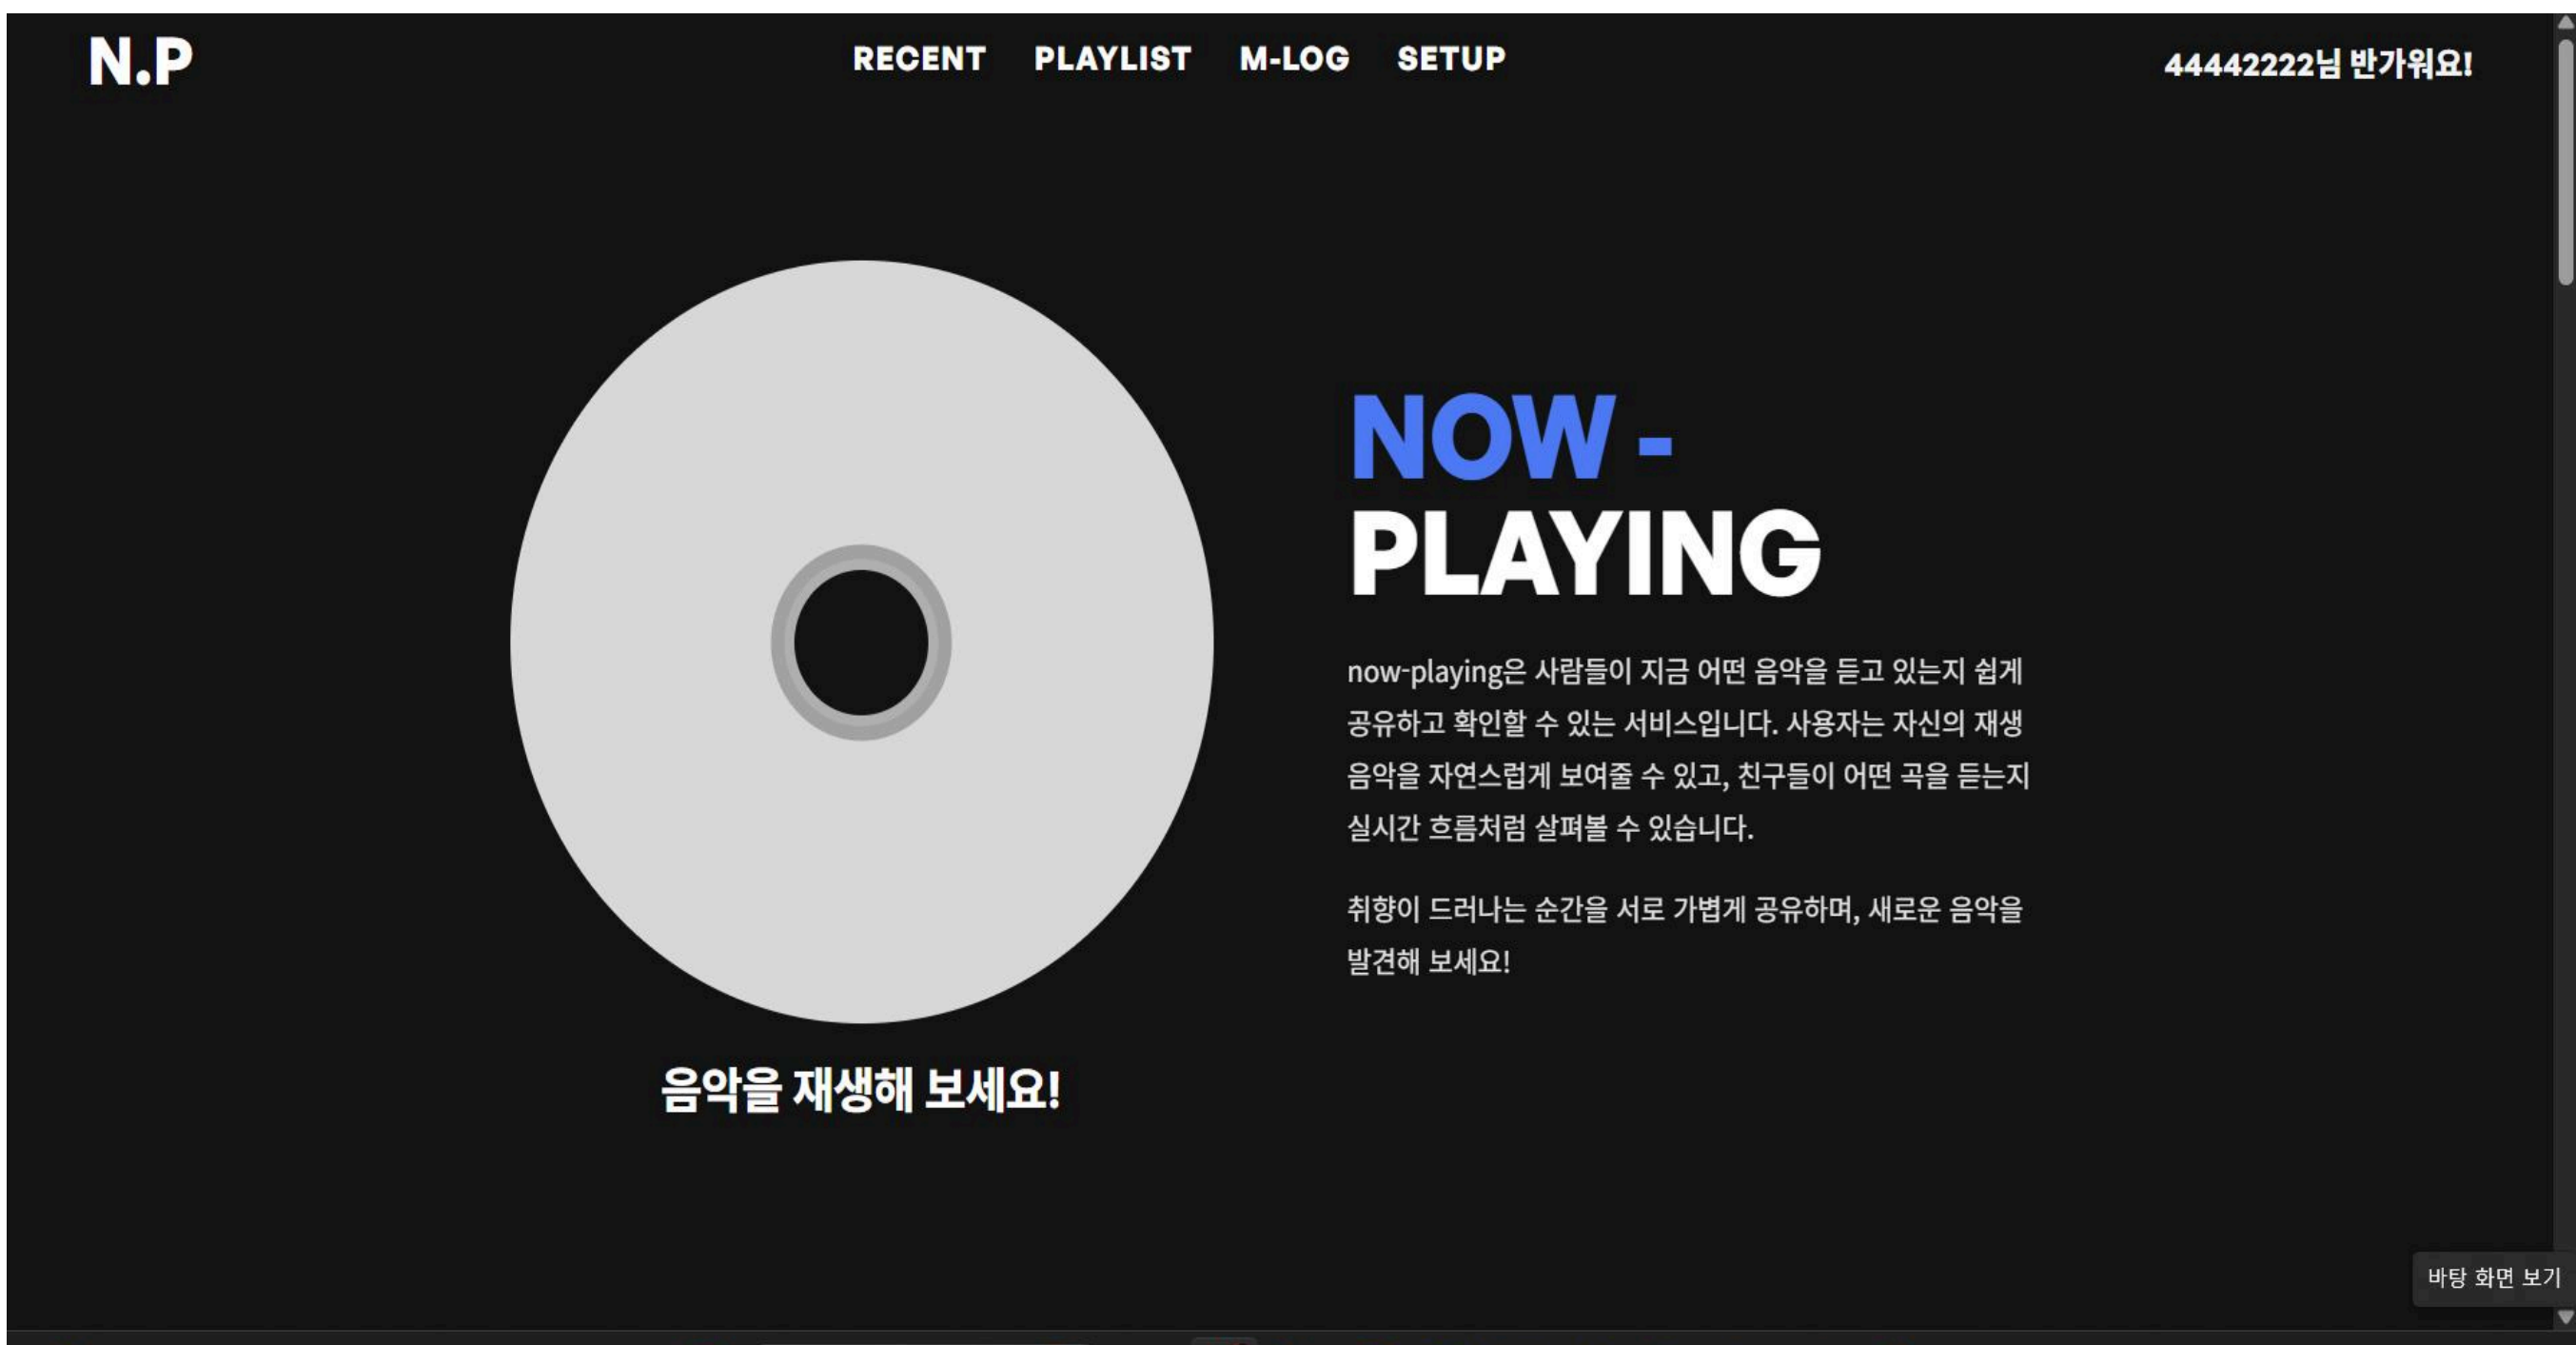 N.P
RECENT PLAYLIST M-LOG SETUP
44442222님 반가워요!
NOW -
PLAYING
now-playing은 사람들이 지금 어떤 음악을 듣고 있는지 쉽게
공유하고 확인할 수 있는 서비스입니다. 사용자는 자신의 재생
음악을 자연스럽게 보여줄 수 있고, 친구들이 어떤 곡을 듣는지
실시간 흐름처럼 살펴볼 수 있습니다.
취향이 드러나는 순간을 서로 가볍게 공유하며, 새로운 음악을
발견해 보세요!
음악을 재생해 보세요!
바탕 화면 보기